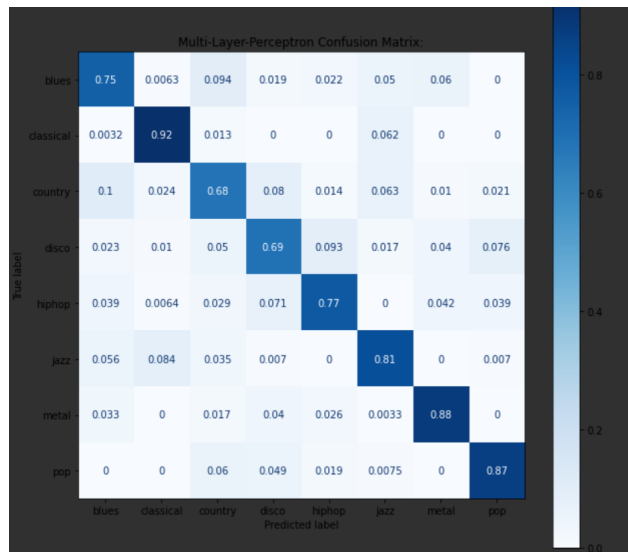 Multi-Layer-Perceptron Confusion Matrix:
blues 0.75 0.0063 0.094 0.019 0.022 0.05 0.06 0
classical 0.0032 0.92 0.013 0 0 0.062 0 0
country 0.1 0.024 0.68 0.08 0.014 0.063 0.01 0.021
disco 0.023 0.01 0.05 0.69 0.093 0.017 0.04 0.076
hiphop 0.039 0.0064 0.029 0.071 0.77 0 0.042 0.039
jazz 0.056 0.084 0.035 0.007 0 0.81 0 0.007
metal 0.033 0 0.017 0.04 0.026 0.0033 0.88 0
pop 0 0 0.06 0.049 0.019 0.0075 0 0.87
blues classical country disco hiphop jazz metal pop
Predicted label
True label
0.8
0.6
0.4
0.2
0.0